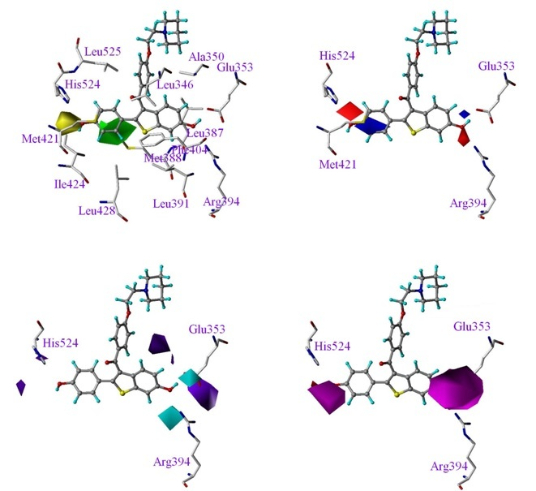 Leu525
Ala350
Glu353
His524
Leu346
Met421
Leu387
Met388
Ile424
Leu428
Leu391
Arg394
His524
Glu353
Met421
Arg394
His524
Glu353
Arg394
His524
Glu353
Arg394